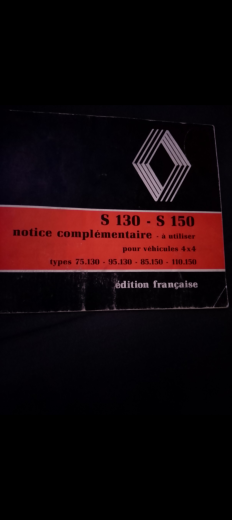 S 130 - S 150
notice complémentaire - à utiliser
pour véhicules 4x4
types 75.130 - 95.130 - 85.150 - 110.150
édition française